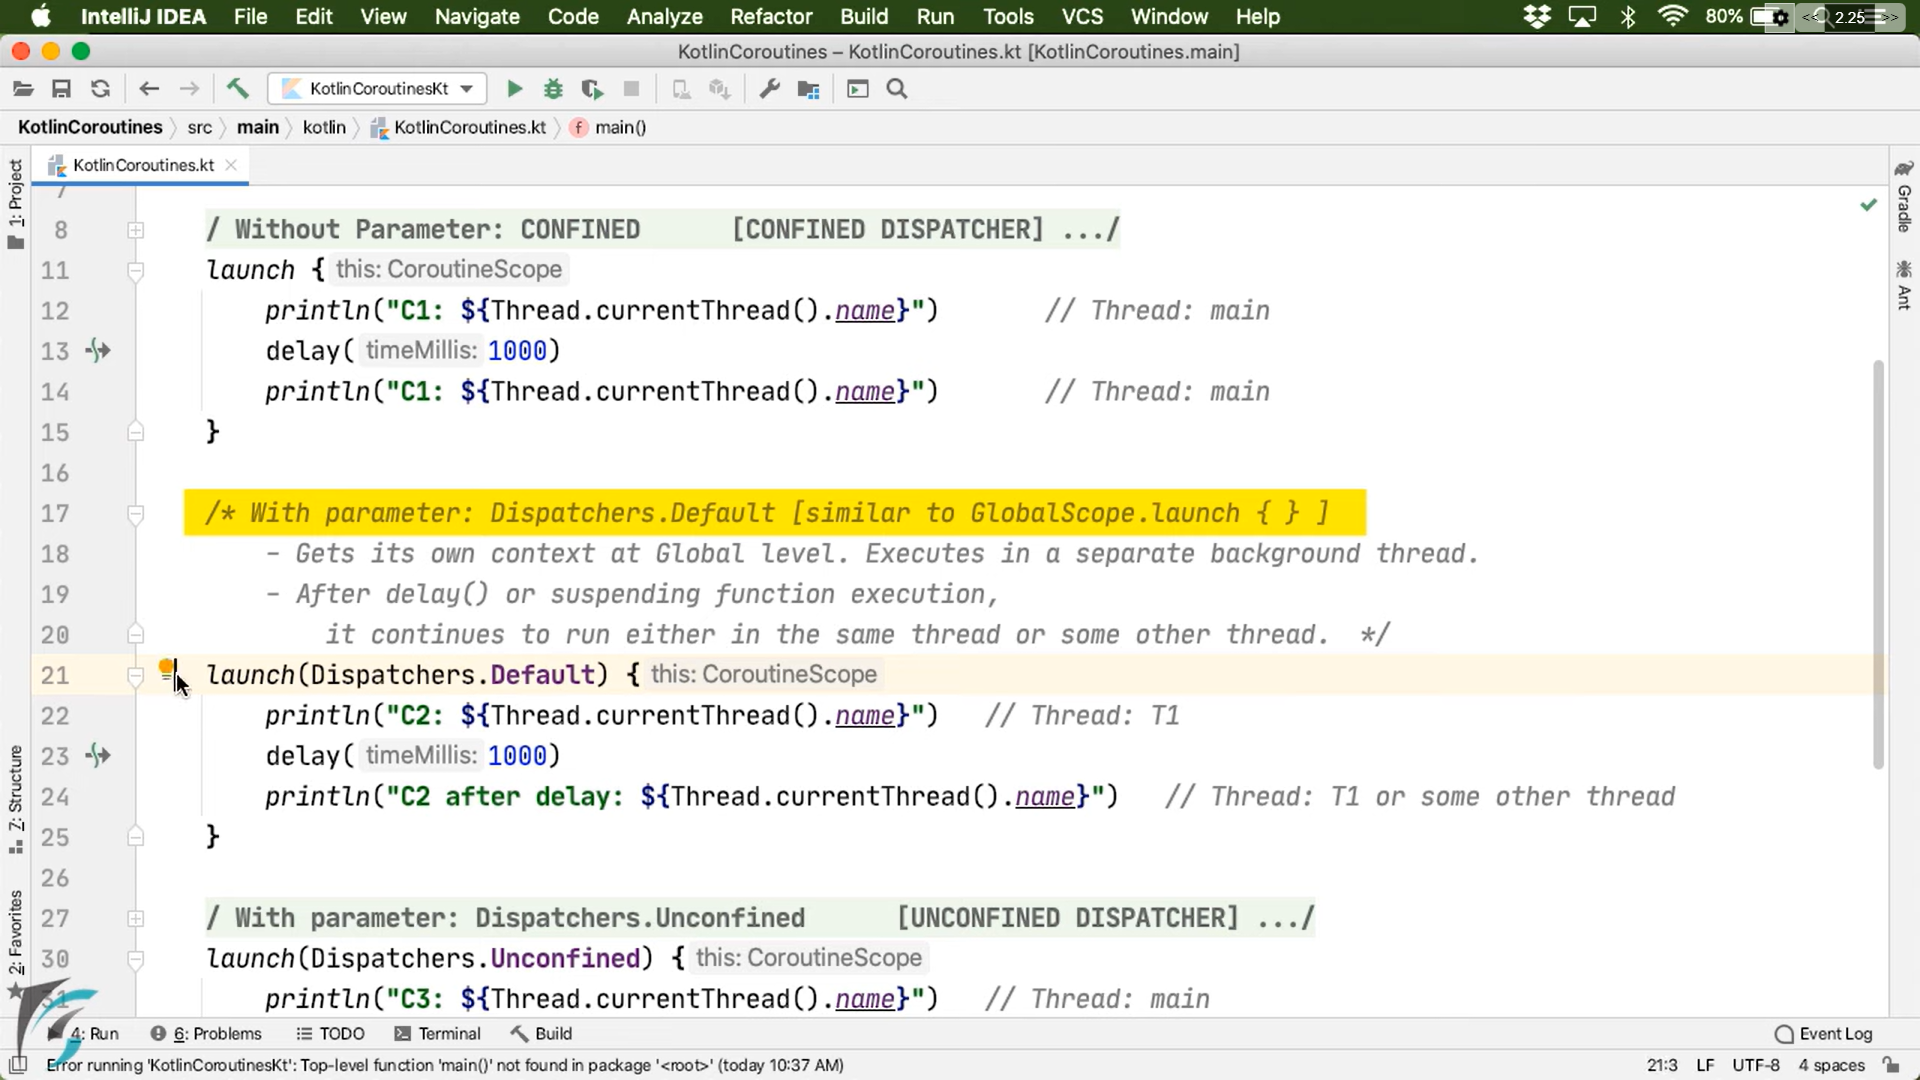 IntelliJ IDEA File Edit View Navigate Code Analyze Refactor Build Run Tools VCS Window Help 80% << 2.25 >>
KotlinCoroutines – KotlinCoroutines.kt [KotlinCoroutines.main]
KotlinCoroutinesKt
KotlinCoroutines src main kotlin KotlinCoroutines.kt f main()
KotlinCoroutines.kt
1: Project
Gradle
Ant
7
8 / Without Parameter: CONFINED [CONFINED DISPATCHER] .../
11 launch { this: CoroutineScope
12 println("C1: ${Thread.currentThread().name}") // Thread: main
13 delay( timeMillis: 1000)
14 println("C1: ${Thread.currentThread().name}") // Thread: main
15 }
16
17 /* With parameter: Dispatchers.Default [similar to GlobalScope.launch { } ]
18 - Gets its own context at Global level. Executes in a separate background thread.
19 - After delay() or suspending function execution,
20 it continues to run either in the same thread or some other thread. */
21 launch(Dispatchers.Default) { this: CoroutineScope
22 println("C2: ${Thread.currentThread().name}") // Thread: T1
23 delay( timeMillis: 1000)
24 println("C2 after delay: ${Thread.currentThread().name}") // Thread: T1 or some other thread
25 }
26
27 / With parameter: Dispatchers.Unconfined [UNCONFINED DISPATCHER] .../
30 launch(Dispatchers.Unconfined) { this: CoroutineScope
31 println("C3: ${Thread.currentThread().name}") // Thread: main
Z: Structure
2: Favorites
4: Run 6: Problems TODO Terminal Build Event Log
Error running 'KotlinCoroutinesKt': Top-level function 'main()' not found in package '<root>' (today 10:37 AM) 21:3 LF UTF-8 4 spaces